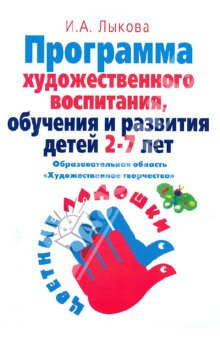 И.А. Лыкова
Программа
художественного
воспитания,
обучения и развития
детей 2-7 лет
Образовательная область
«Художественное творчество»
ЦВЕТНЫЕ ЛАДОШКИ